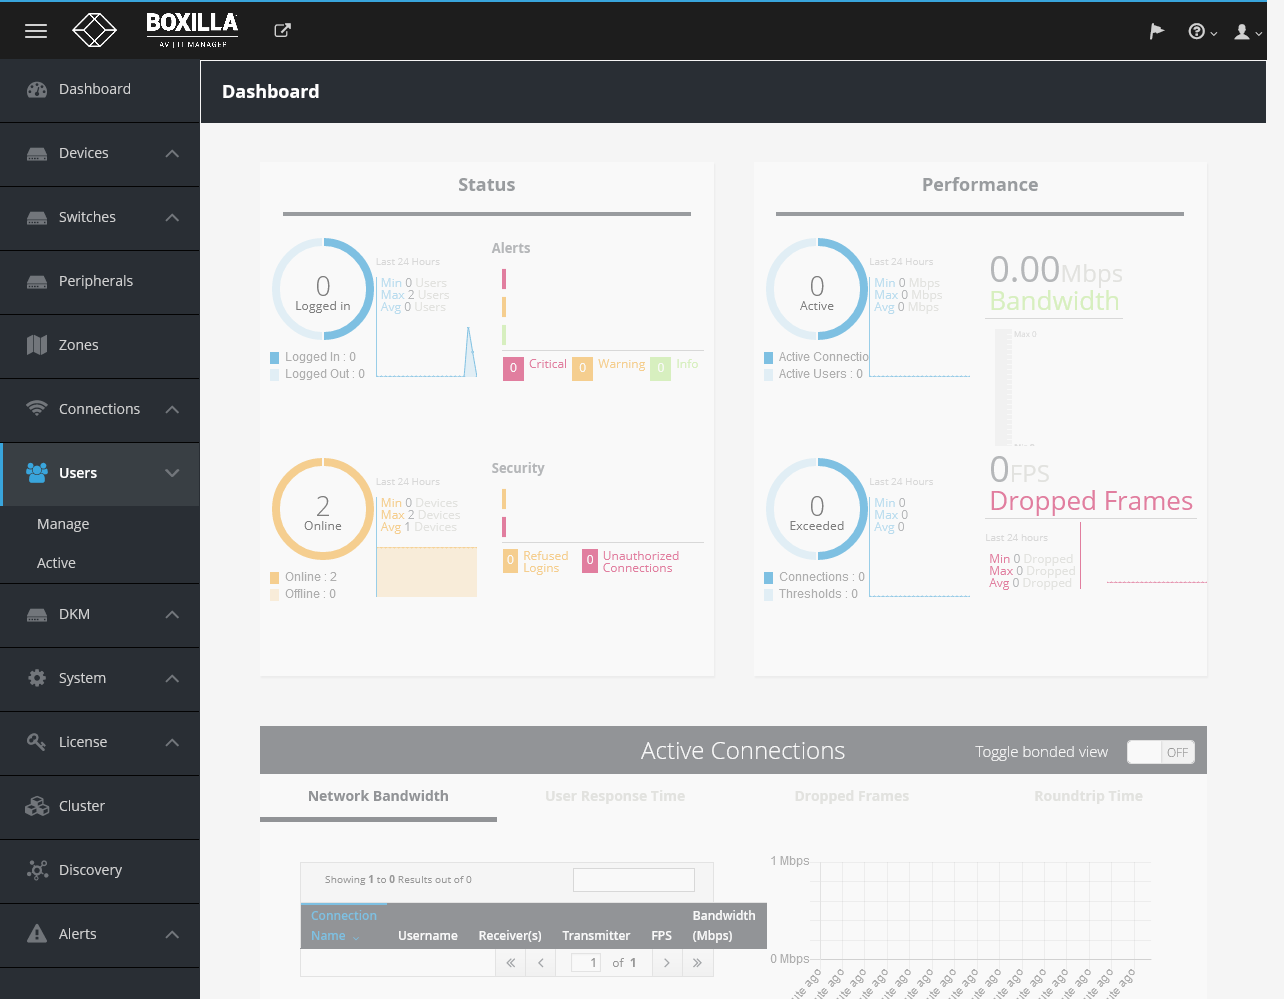 BOXILLA
AV | IT MANAGER
Dashboard
Devices
Switches
Peripherals
Zones
Connections
Users
Manage
Active
DKM
System
License
Cluster
Discovery
Alerts
Dashboard
Status
0
Logged in
Last 24 Hours
Min 0 Users
Max 2 Users
Avg 0 Users
Logged In : 0
Logged Out : 0
Alerts
0 Critical 0 Warning 0 Info
2
Online
Last 24 Hours
Min 0 Devices
Max 2 Devices
Avg 1 Devices
Online : 2
Offline : 0
Security
0 Refused Logins
0 Unauthorized Connections
Performance
0
Active
Last 24 Hours
Min 0 Mbps
Max 0 Mbps
Avg 0 Mbps
Active Connectio
Active Users : 0
0.00Mbps
Bandwidth
Max 0
0
Exceeded
Last 24 Hours
Min 0
Max 0
Avg 0
Connections : 0
Thresholds : 0
0FPS
Dropped Frames
Last 24 hours
Min 0 Dropped
Max 0 Dropped
Avg 0 Dropped
Active Connections
Toggle bonded view OFF
Network Bandwidth User Response Time Dropped Frames Roundtrip Time
Showing 1 to 0 Results out of 0
Connection Name Username Receiver(s) Transmitter FPS Bandwidth (Mbps)
1 of 1
1 Mbps
0 Mbps